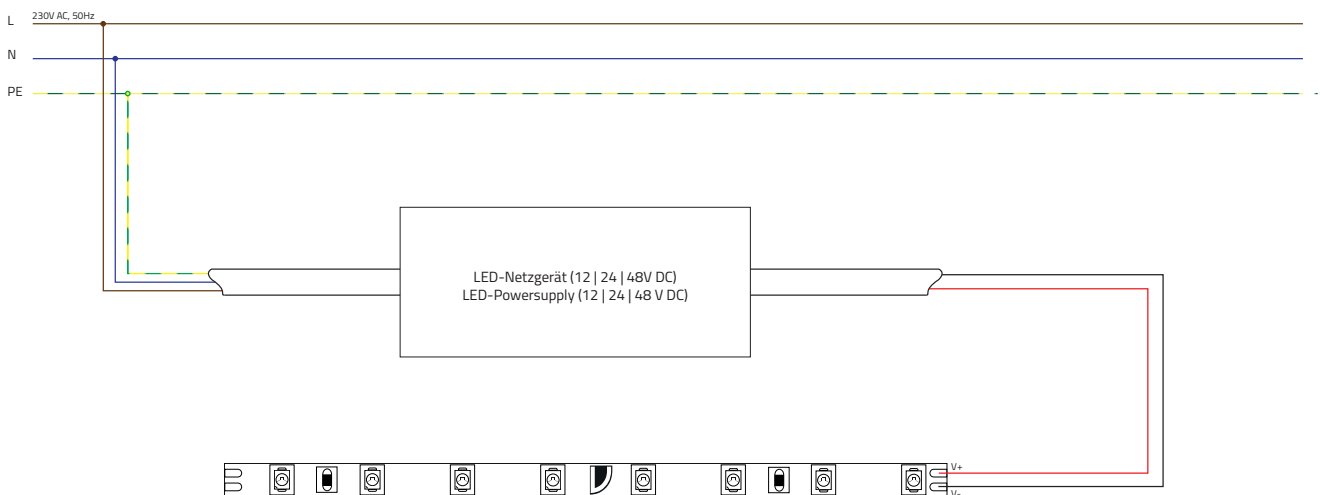 L
230V AC, 50Hz
N
PE
LED-Netzgerät (12 | 24 | 48V DC)
LED-Powersupply (12 | 24 | 48 V DC)
V+
V-